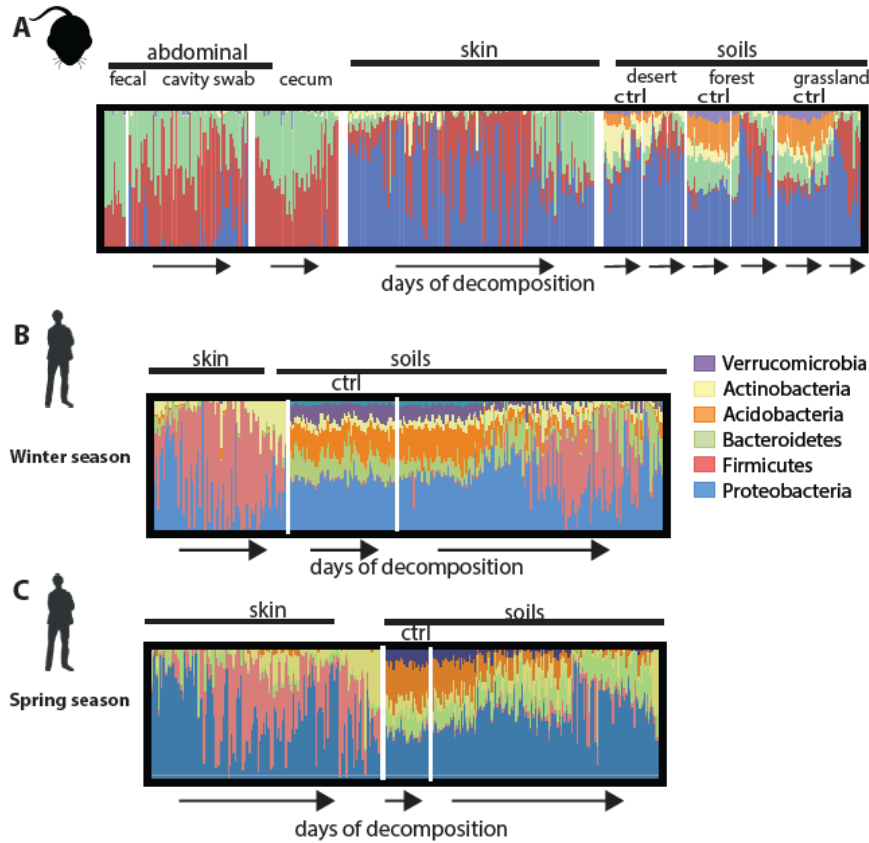 A
abdominal
skin
soils
fecal cavity swab cecum
desert forest grassland
ctrl ctrl ctrl
days of decomposition
B
skin
soils
ctrl
Winter season
days of decomposition
Verrucomicrobia
Actinobacteria
Acidobacteria
Bacteroidetes
Firmicutes
Proteobacteria
C
skin
soils
ctrl
Spring season
days of decomposition